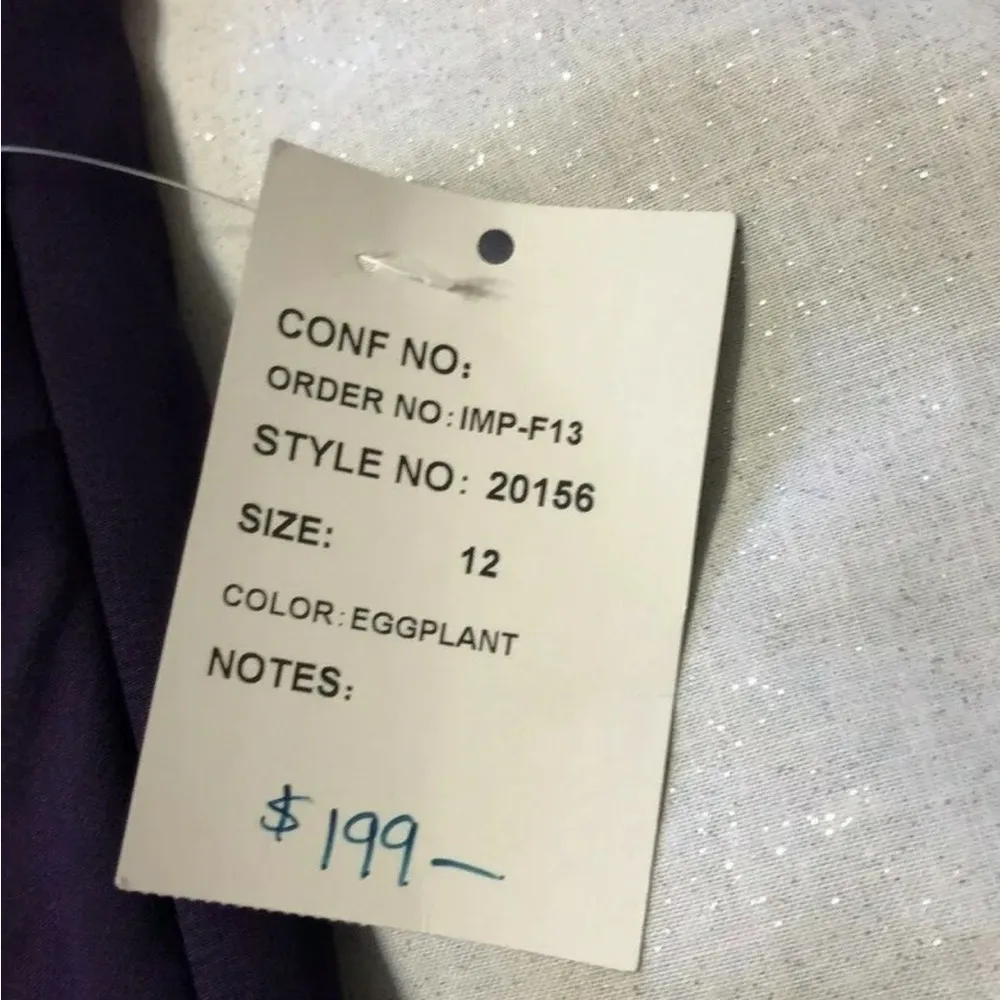 CONF NO:
ORDER NO: IMP-F13
STYLE NO: 20156
SIZE: 12
COLOR: EGGPLANT
NOTES:
$199—